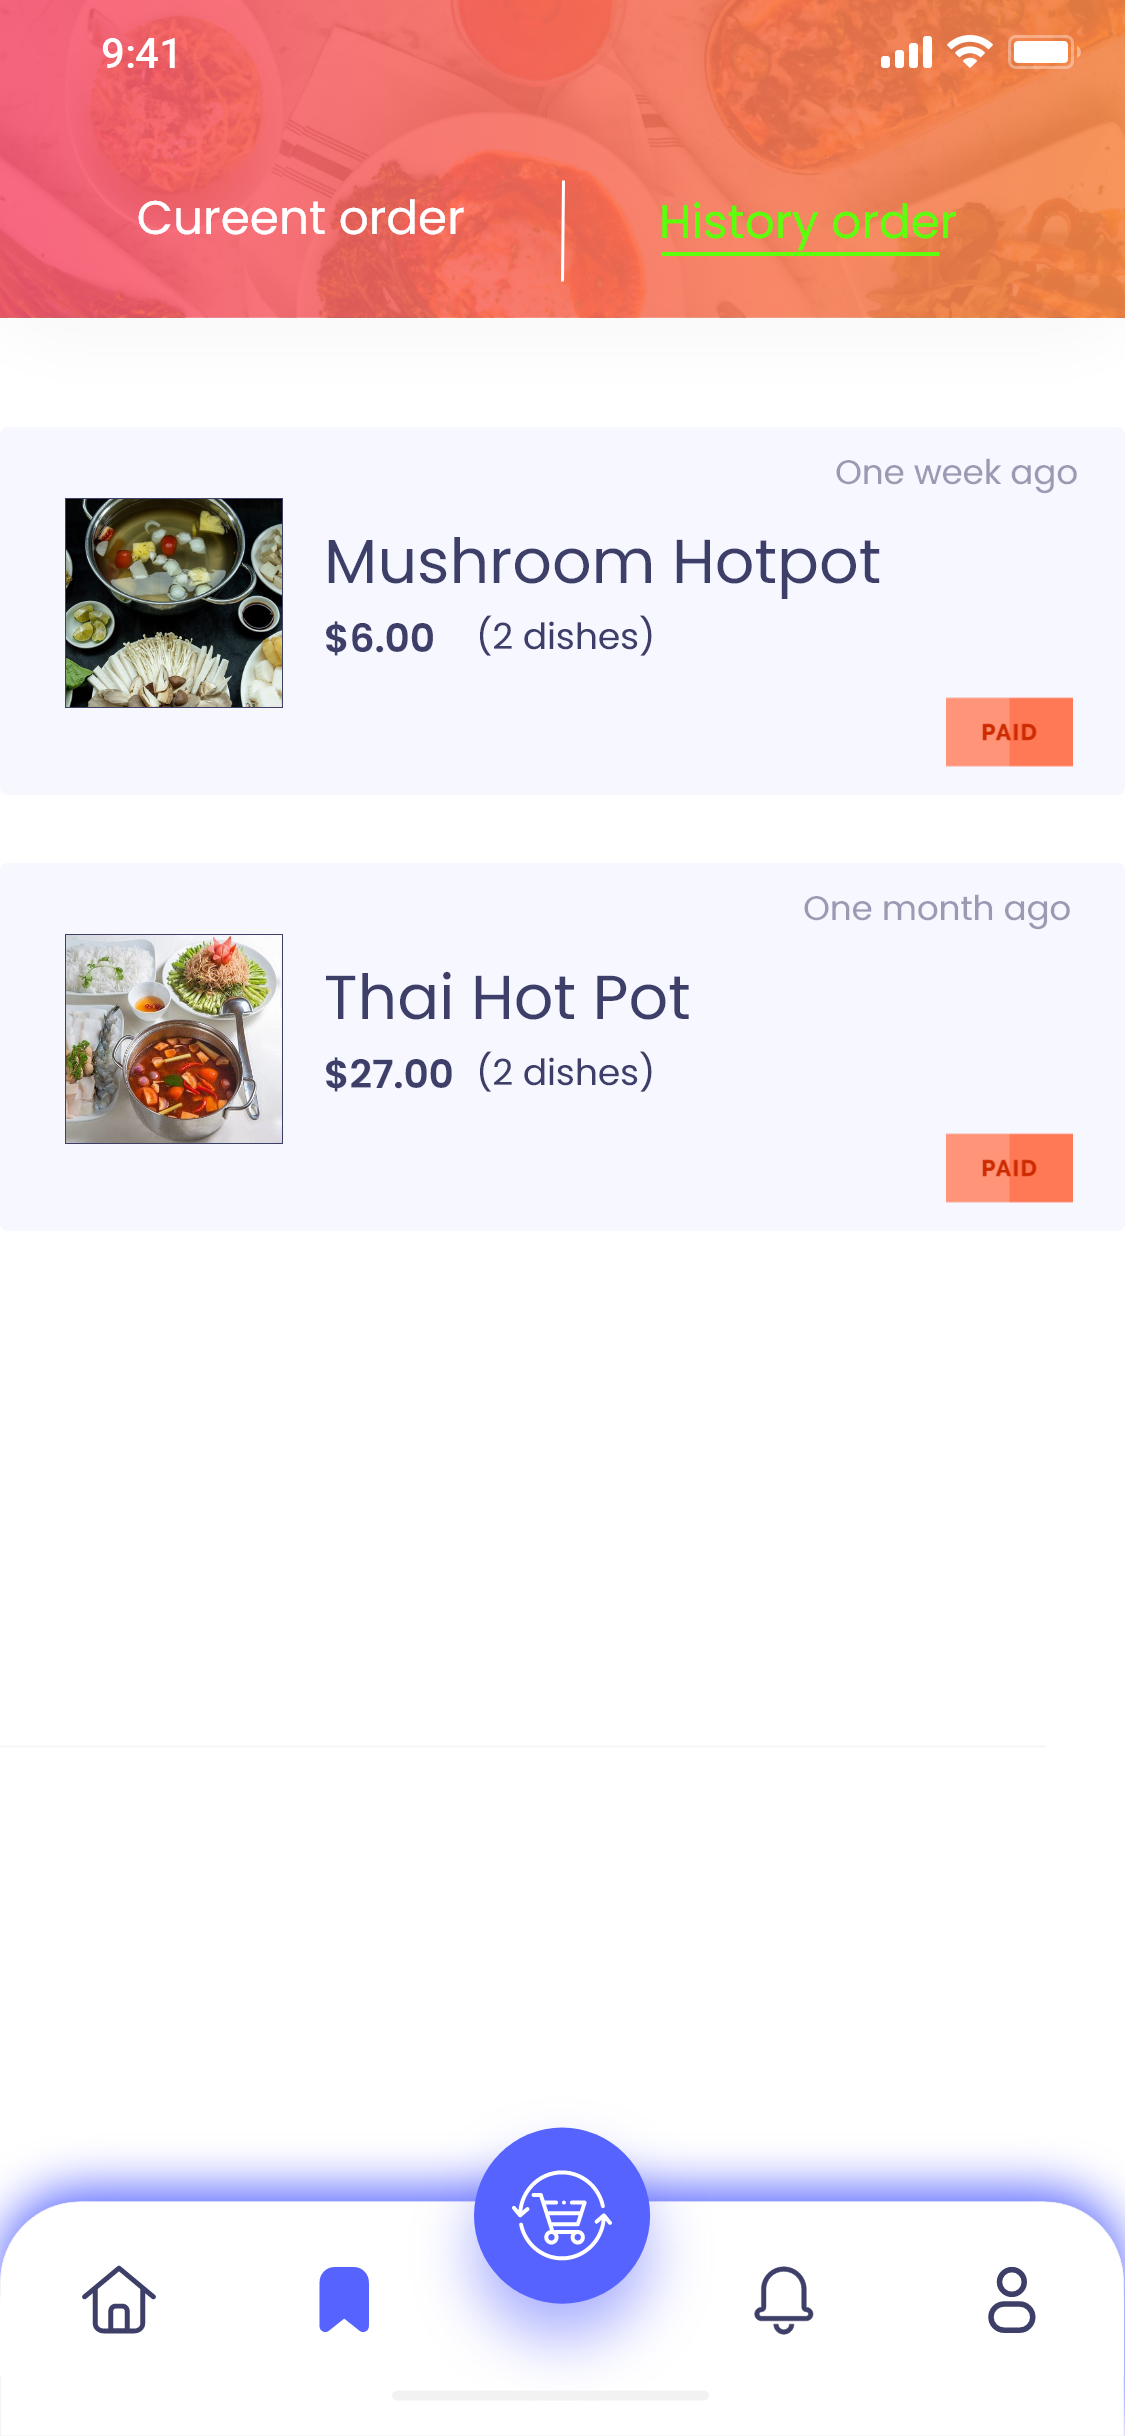 9:41
Cureent order
History order
One week ago
Mushroom Hotpot
$6.00 (2 dishes)
PAID
One month ago
Thai Hot Pot
$27.00 (2 dishes)
PAID